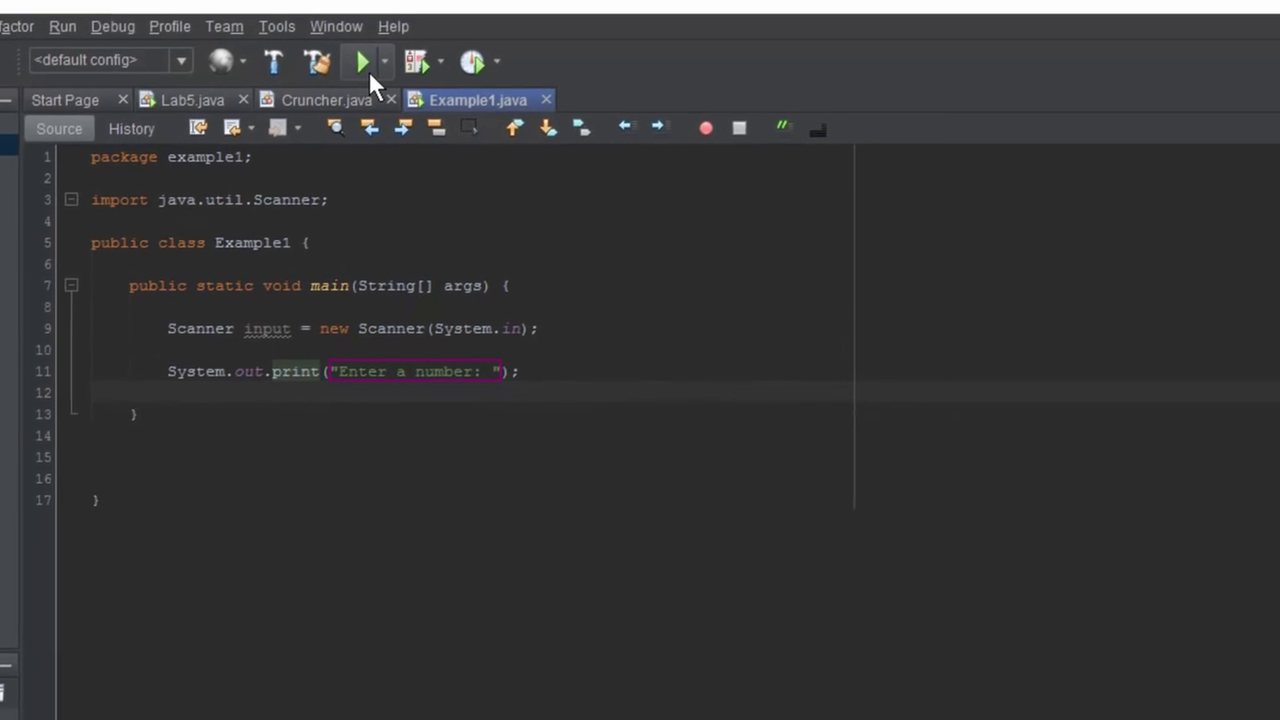 factor Run Debug Profile Team Tools Window Help
<default config>
Start Page Lab5.java Cruncher.java Example1.java
Source History
1 package example1;
2
3 import java.util.Scanner;
4
5 public class Example1 {
6
7 public static void main(String[] args) {
8
9 Scanner input = new Scanner(System.in);
10
11 System.out.print("Enter a number: ");
12
13 }
14
15
16
17 }